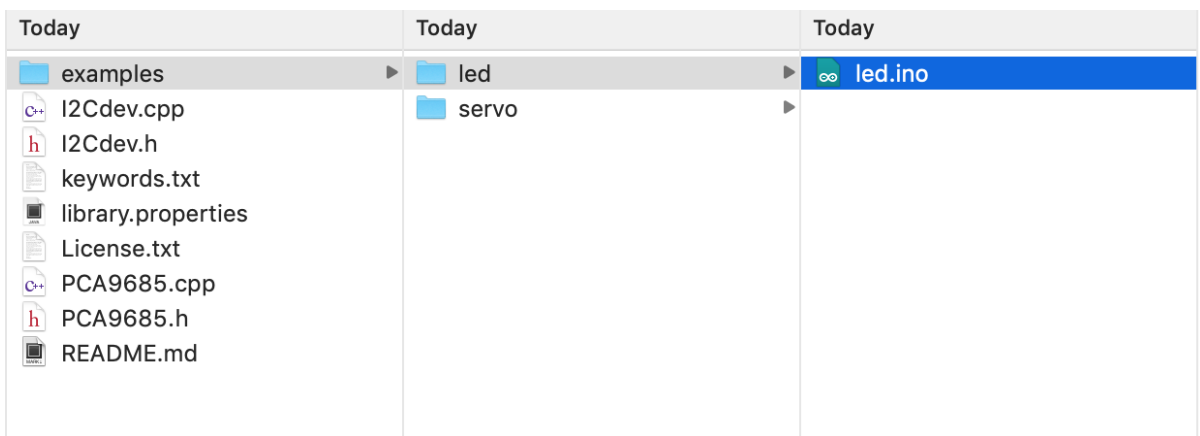 Today
examples
I2Cdev.cpp
I2Cdev.h
keywords.txt
library.properties
License.txt
PCA9685.cpp
PCA9685.h
README.md
Today
led
servo
Today
led.ino